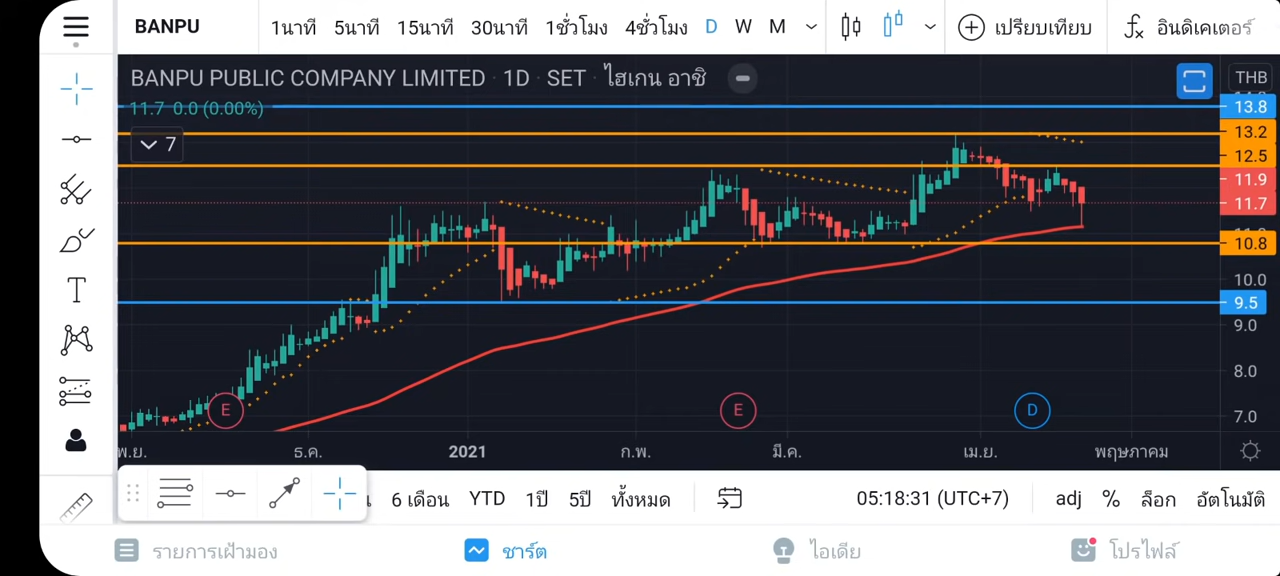 BANPU 1นาที 5นาที 15นาที 30นาที 1ชั่วโมง 4ชั่วโมง D W M เปรียบเทียบ fx อินดิเคเตอร์
BANPU PUBLIC COMPANY LIMITED · 1D · SET · ไฮเกน อาชิ THB
11.7 0.0 (0.00%) 13.8
13.2
7
12.5
11.9
11.7
10.8
10.0
9.5
9.0
8.0
E E D 7.0
พ.ย. ธ.ค. 2021 ก.พ. มี.ค. เม.ย. พฤษภาคม
T
6 เดือน YTD 1ปี 5ปี ทั้งหมด 05:18:31 (UTC+7) adj % ล็อก อัตโนมัติ
รายการเฝ้ามอง ชาร์ต ไอเดีย โปรไฟล์